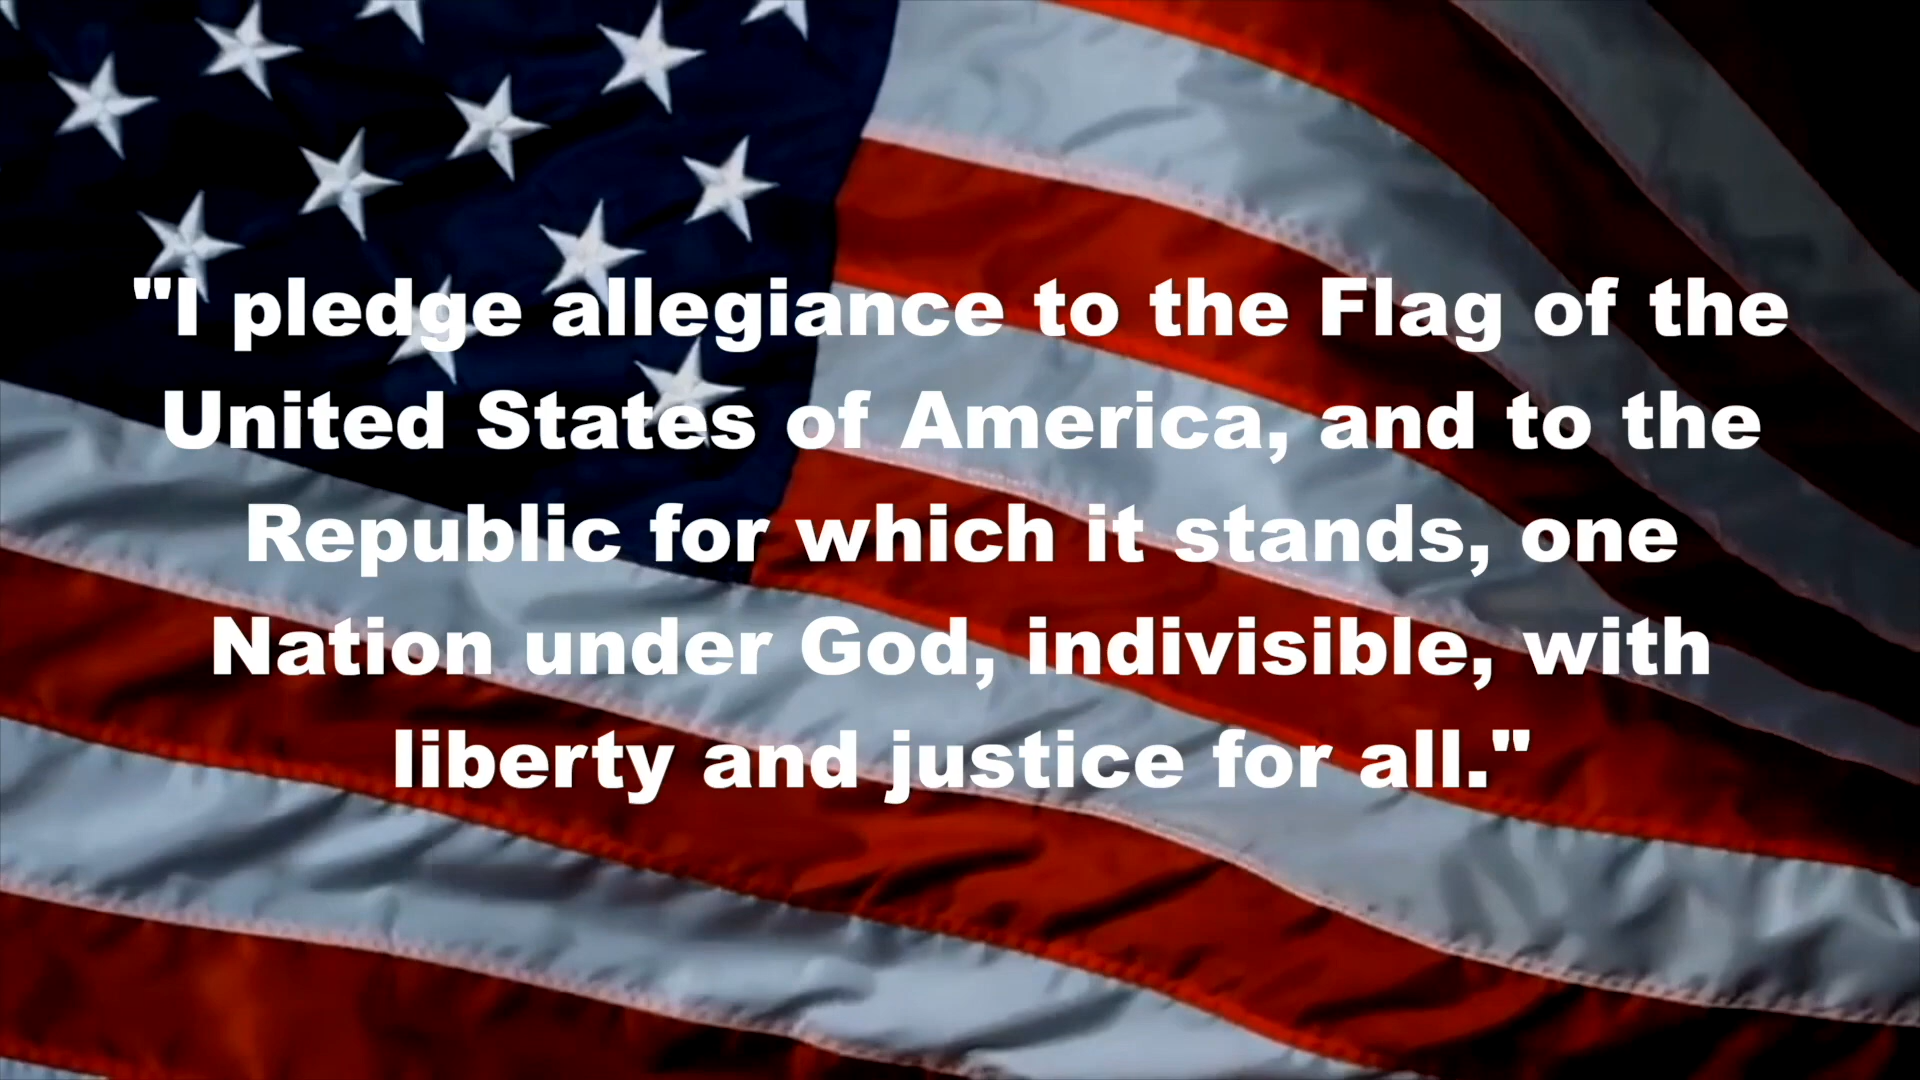 "I pledge allegiance to the Flag of the
United States of America, and to the
Republic for which it stands, one
Nation under God, indivisible, with
liberty and justice for all."